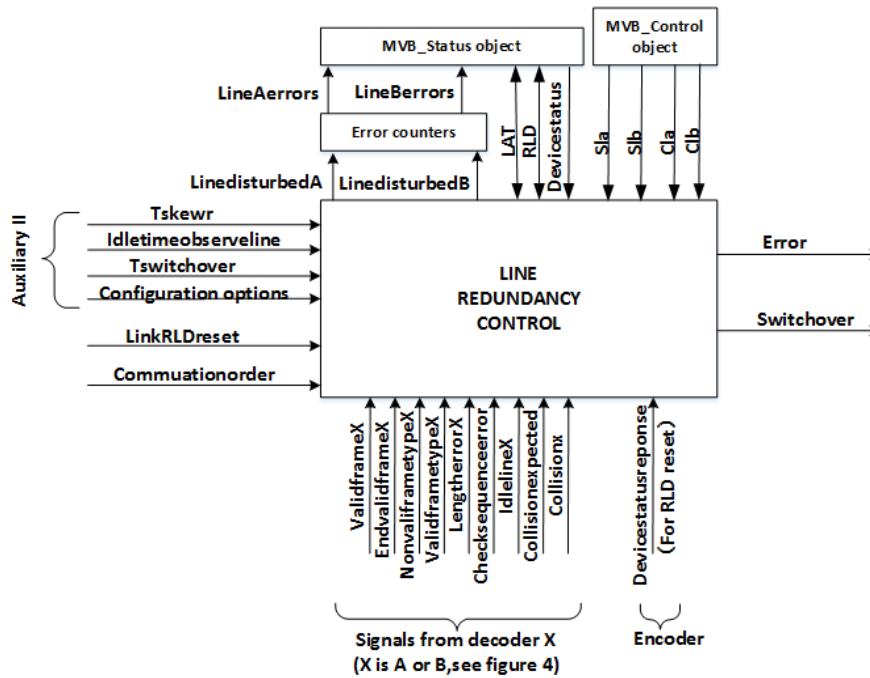 MVB_Status object
MVB_Control
object
LineAerrors
LineBerrors
Error counters
LAT
RLD
Devicestatus
Sla
Slb
Cla
Clb
LinedisturbedA
LinedisturbedB
Auxiliary II
Tskewr
Idletimeobserveline
Tswitchover
Configuration options
LinkRLDreset
Commuationorder
LINE
REDUNDANCY
CONTROL
Error
Switchover
ValidframeX
EndvalidframeX
NonvaliframetypeX
ValidframetypeX
LengtherrorX
Checksequenceerror
IdlelineX
Collisionexpected
Collisionx
Devicestatusreponse
(For RLD reset)
Signals from decoder X
(X is A or B,see figure 4)
Encoder